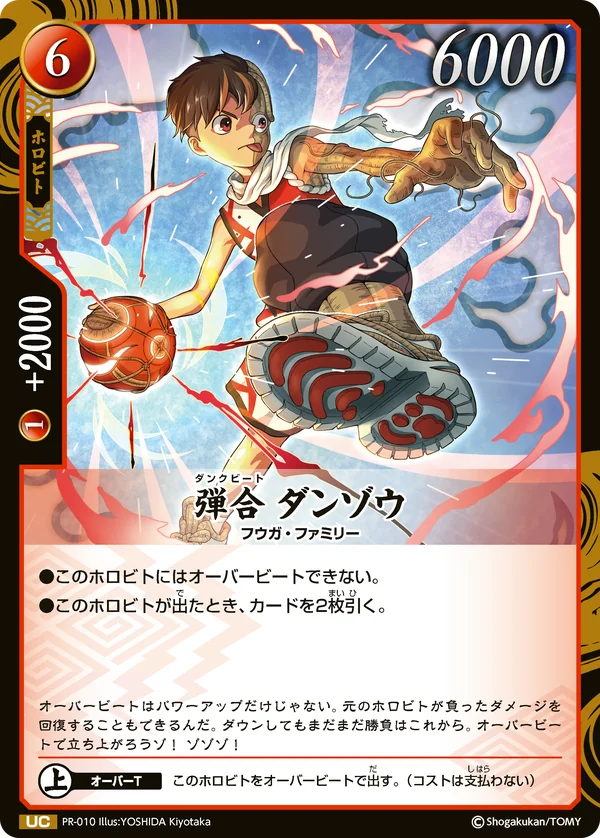 6
6000
ホロビト
+2000
1
ダンクビート
弾合 ダンゾウ
フウガ・ファミリー
●このホロビトにはオーバービートできない。
●このホロビトが出たとき、カードを2枚引く。
オーバービートはパワーアップだけじゃない。元のホロビトが負ったダメージを
回復することもできるんだ。ダウンしてもまだまだ勝負はこれから。オーバービー
トで立ち上がろうゾ! ゾゾゾ!
上 オーバーT このホロビトをオーバービートで出す。(コストは支払わない)
UC PR-010 Illus:YOSHIDA Kiyotaka ©Shogakukan/TOMY